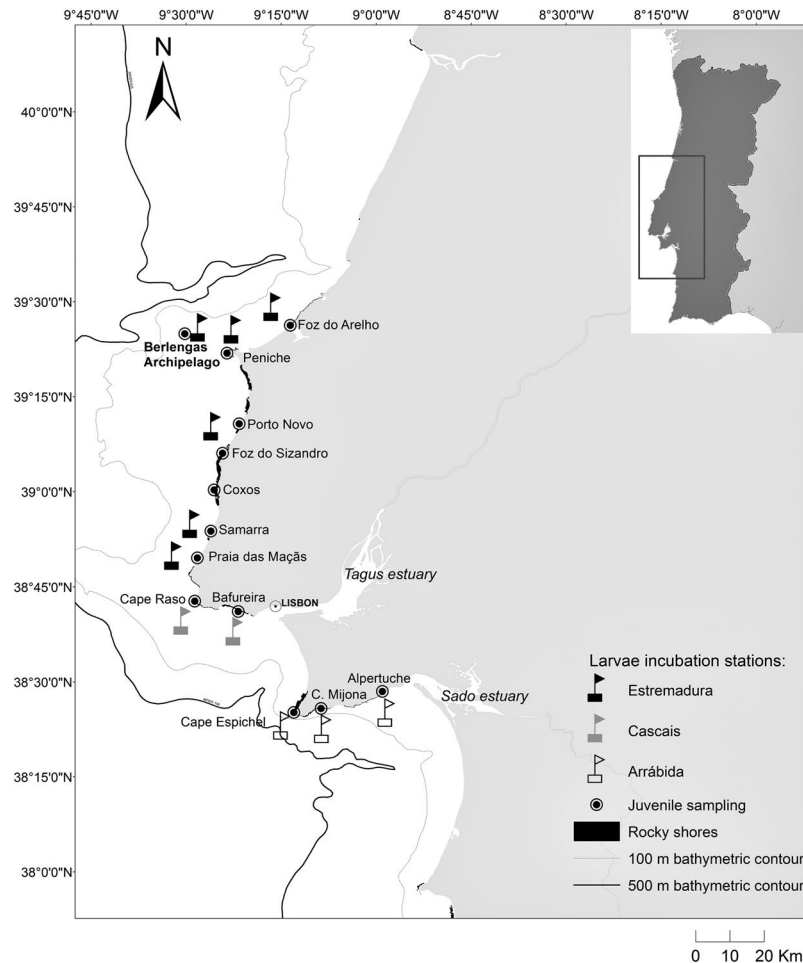 9°45'0"W 9°30'0"W 9°15'0"W 9°0'0"W 8°45'0"W 8°30'0"W 8°15'0"W 8°0'0"W
N
40°0'0"N
39°45'0"N
39°30'0"N
Foz do Arelho
Berlengas
Archipelago
Peniche
39°15'0"N
Porto Novo
Foz do Sizandro
39°0'0"N
Coxos
Samarra
Praia das Maçãs
Tagus estuary
38°45'0"N
Cape Raso
Bafureira
LISBON
38°30'0"N
Alpertuche
C. Mijona
Sado estuary
Cape Espichel
38°15'0"N
38°0'0"N
Larvae incubation stations:
Estremadura
Cascais
Arrábida
Juvenile sampling
Rocky shores
100 m bathymetric contour
500 m bathymetric contour
0 10 20 Km